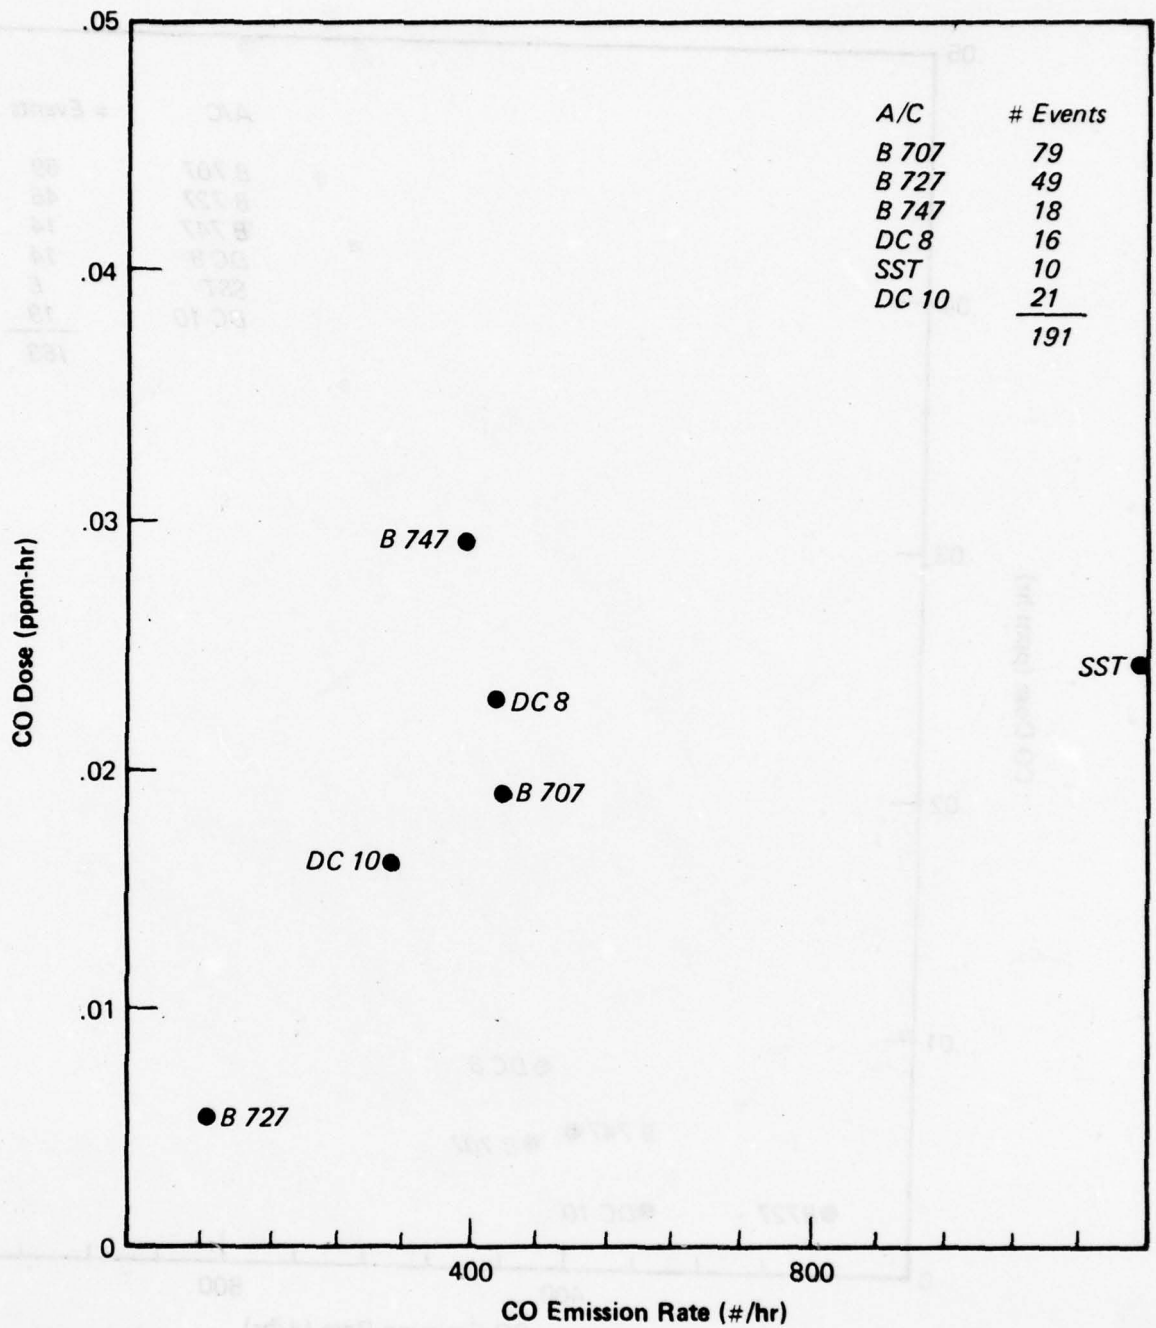 .05
A/C # Events
B 707 79
B 727 49
B 747 18
DC 8 16
SST 10
DC 10 21
191
.04
.03
B 747
CO Dose (ppm-hr)
SST
DC 8
.02
B 707
DC 10
.01
B 727
0
400
800
CO Emission Rate (#/hr)